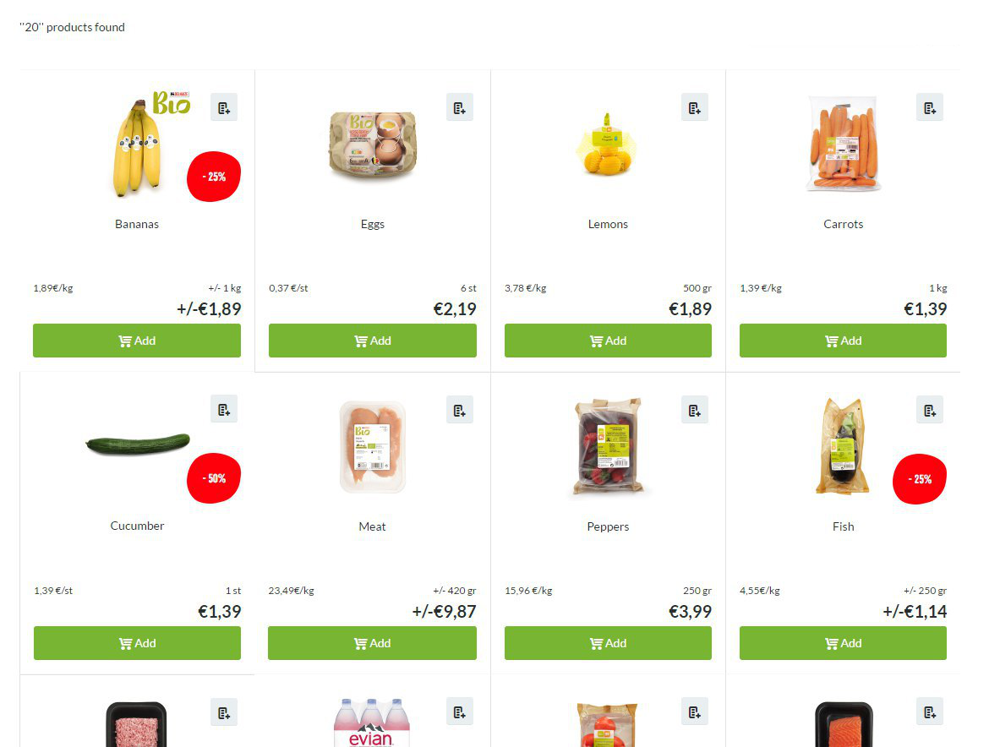 ''20'' products found
Bio
- 25%
Bananas
1,89€/kg +/- 1 kg
+/-€1,89
Add
Bio
Eggs
0,37 €/st 6 st
€2,19
Add
Lemons
3,78 €/kg 500 gr
€1,89
Add
Carrots
1,39 €/kg 1 kg
€1,39
Add
- 50%
Cucumber
1,39 €/st 1 st
€1,39
Add
Bio
Meat
23,49€/kg +/- 420 gr
+/-€9,87
Add
Peppers
15,96 €/kg 250 gr
€3,99
Add
- 25%
Fish
4,55€/kg +/- 250 gr
+/-€1,14
Add
evian